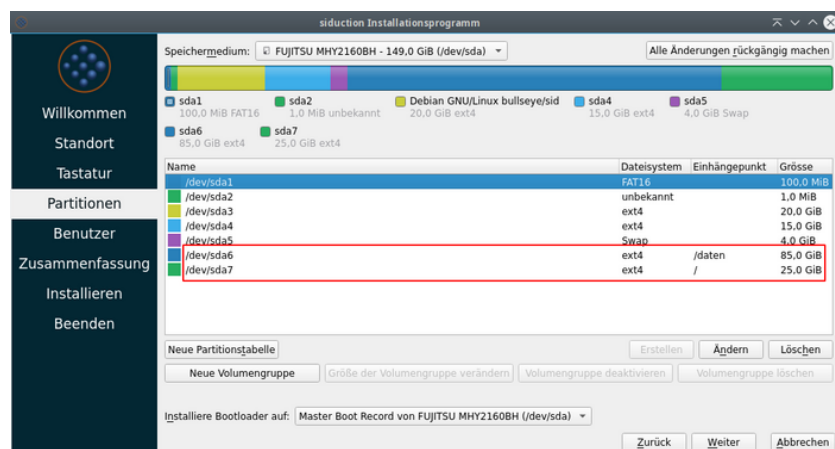 siduction Installationsprogramm
Speichermedium: FUJITSU MHY2160BH - 149,0 GiB (/dev/sda) Alle Änderungen rückgängig machen
sda1 sda2 Debian GNU/Linux bullseye/sid sda4 sda5
100,0 MiB FAT16 1,0 MiB unbekannt 20,0 GiB ext4 15,0 GiB ext4 4,0 GiB Swap
sda6 sda7
85,0 GiB ext4 25,0 GiB ext4
Willkommen
Standort
Tastatur
Partitionen
Benutzer
Zusammenfassung
Installieren
Beenden
Name Dateisystem Einhängepunkt Grösse
/dev/sda1 FAT16 100,0 MiB
/dev/sda2 unbekannt 1,0 MiB
/dev/sda3 ext4 20,0 GiB
/dev/sda4 ext4 15,0 GiB
/dev/sda5 Swap 4,0 GiB
/dev/sda6 ext4 /daten 85,0 GiB
/dev/sda7 ext4 / 25,0 GiB
Neue Partitionstabelle Erstellen Ändern Löschen
Neue Volumengruppe Größe der Volumengruppe verändern Volumengruppe deaktivieren Volumengruppe löschen
Installiere Bootloader auf: Master Boot Record von FUJITSU MHY2160BH (/dev/sda)
Zurück Weiter Abbrechen